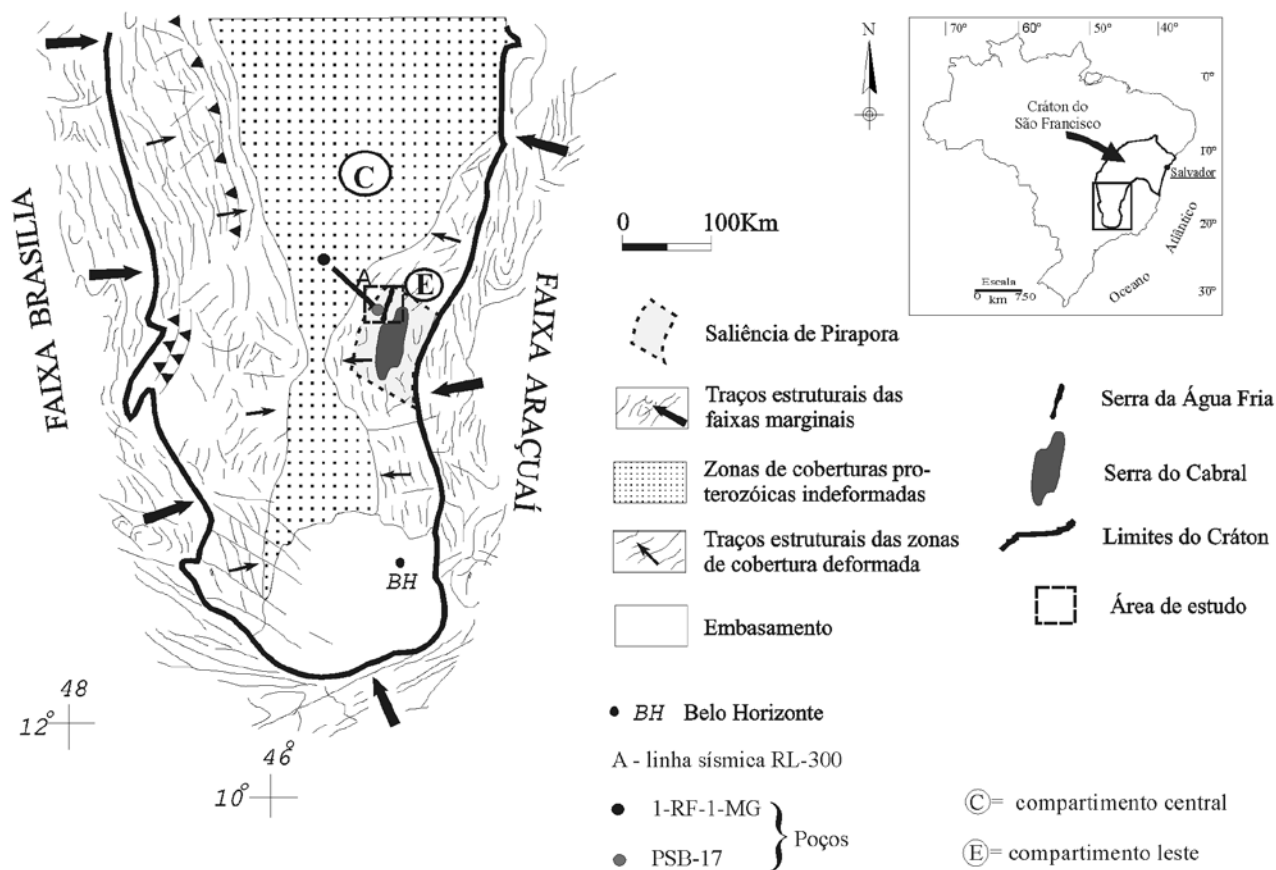 FAIXA BRASILIA
FAIXA ARAÇUAÍ
C
A
E
BH
48
12°
46°
10°
N
70°
60°
50°
40°
0°
10°
20°
30°
Cráton do
São Francisco
Salvador
Atlântico
Oceano
Escala
0 km 750
0 100Km
Saliência de Pirapora
Traços estruturais das
faixas marginais
Zonas de coberturas pro-
terozóicas indeformadas
Traços estruturais das zonas
de cobertura deformada
Embasamento
BH Belo Horizonte
A - linha sísmica RL-300
1-RF-1-MG
PSB-17
Poços
Serra da Água Fria
Serra do Cabral
Limites do Cráton
Área de estudo
C= compartimento central
E= compartimento leste